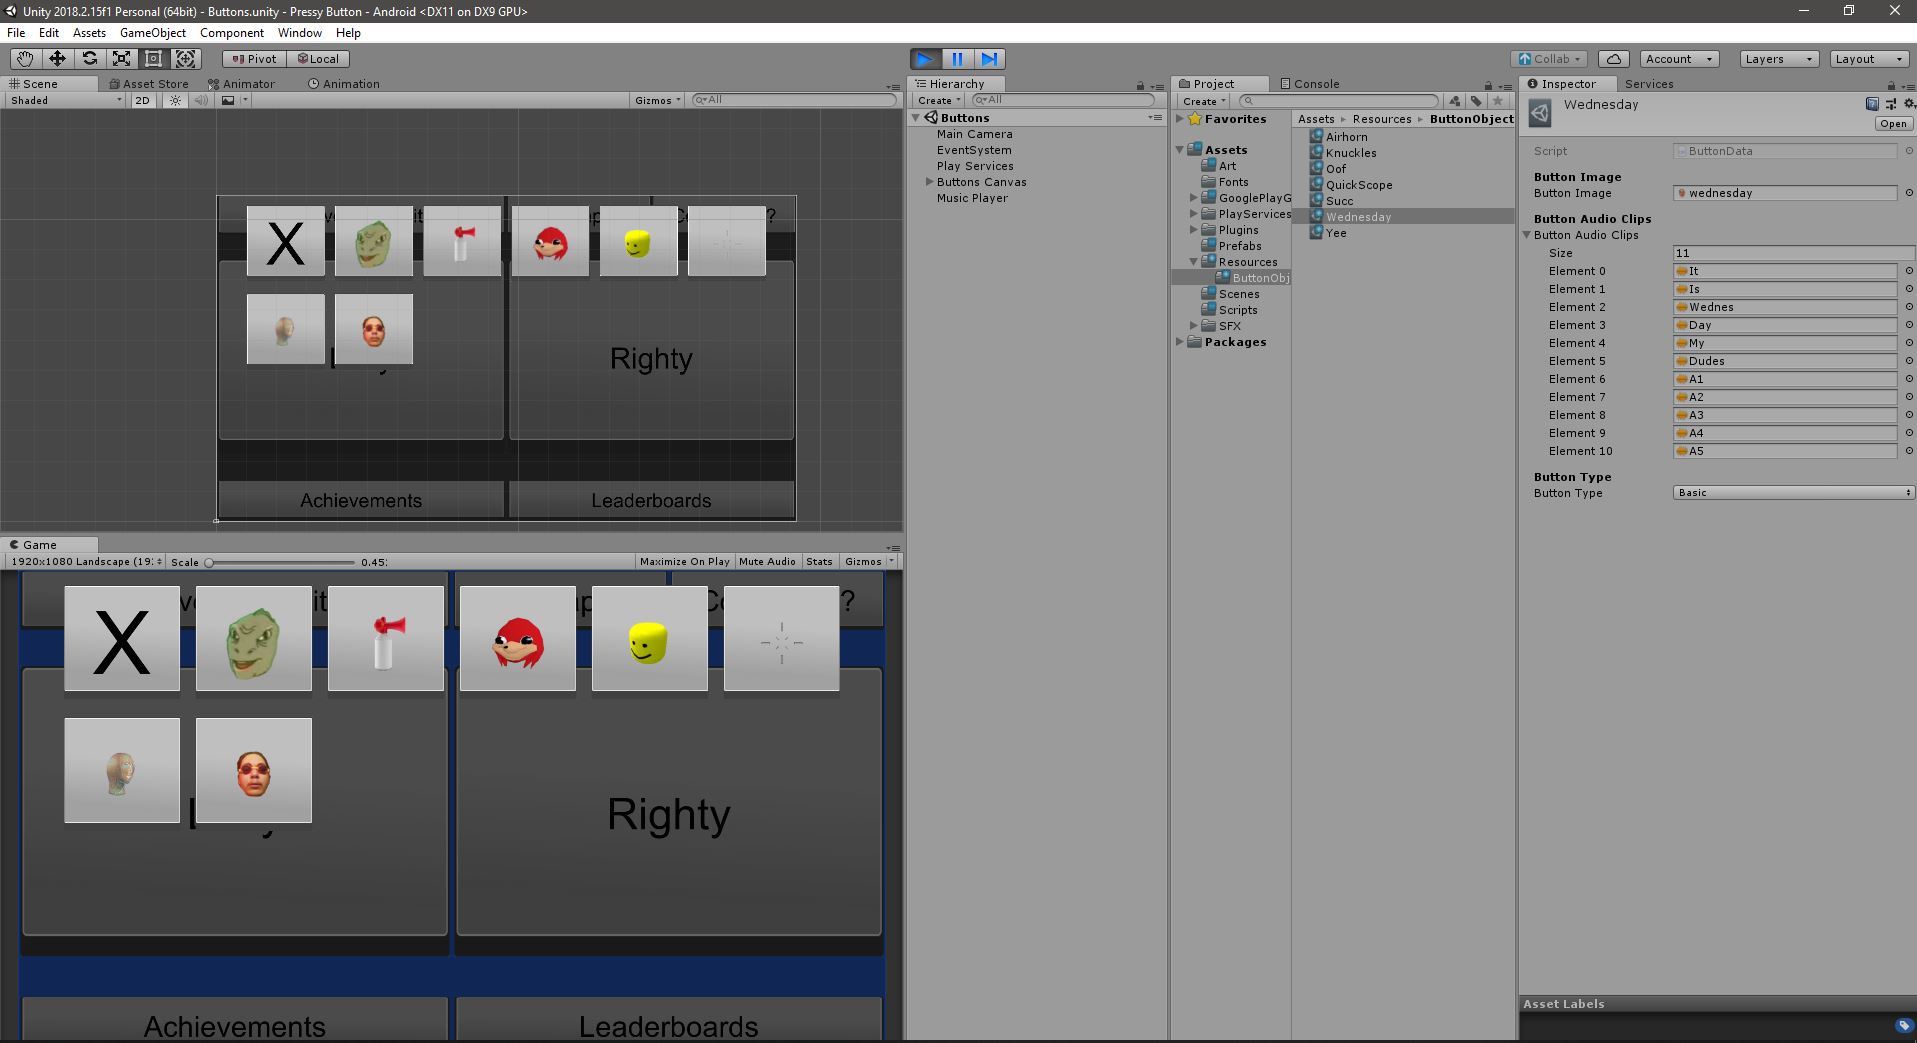 Unity 2018.2.15f1 Personal (64bit) - Buttons.unity - Pressy Button - Android <DX11 on DX9 GPU>
File Edit Assets GameObject Component Window Help
Pivot Local
Collab Account Layers Layout
Scene Asset Store Animator Animation
Shaded 2D Gizmos All
Achievements Leaderboards
Righty
X
Game
1920x1080 Landscape (19: Scale 0.45: Maximize On Play Mute Audio Stats Gizmos
X
Righty
Achievements Leaderboards
Hierarchy
Create All
Buttons
Main Camera
EventSystem
Play Services
Buttons Canvas
Music Player
Project Console
Create
Favorites
Assets
Art
Fonts
GooglePlayG
PlayServices
Plugins
Prefabs
Resources
ButtonObj
Scenes
Scripts
SFX
Packages
Assets Resources ButtonObject
Airhorn
Knuckles
Oof
QuickScope
Succ
Wednesday
Yee
Inspector Services
Wednesday
Open
Script ButtonData
Button Image
Button Image wednesday
Button Audio Clips
Button Audio Clips
Size 11
Element 0 It
Element 1 Is
Element 2 Wednes
Element 3 Day
Element 4 My
Element 5 Dudes
Element 6 A1
Element 7 A2
Element 8 A3
Element 9 A4
Element 10 A5
Button Type
Button Type Basic
Asset Labels